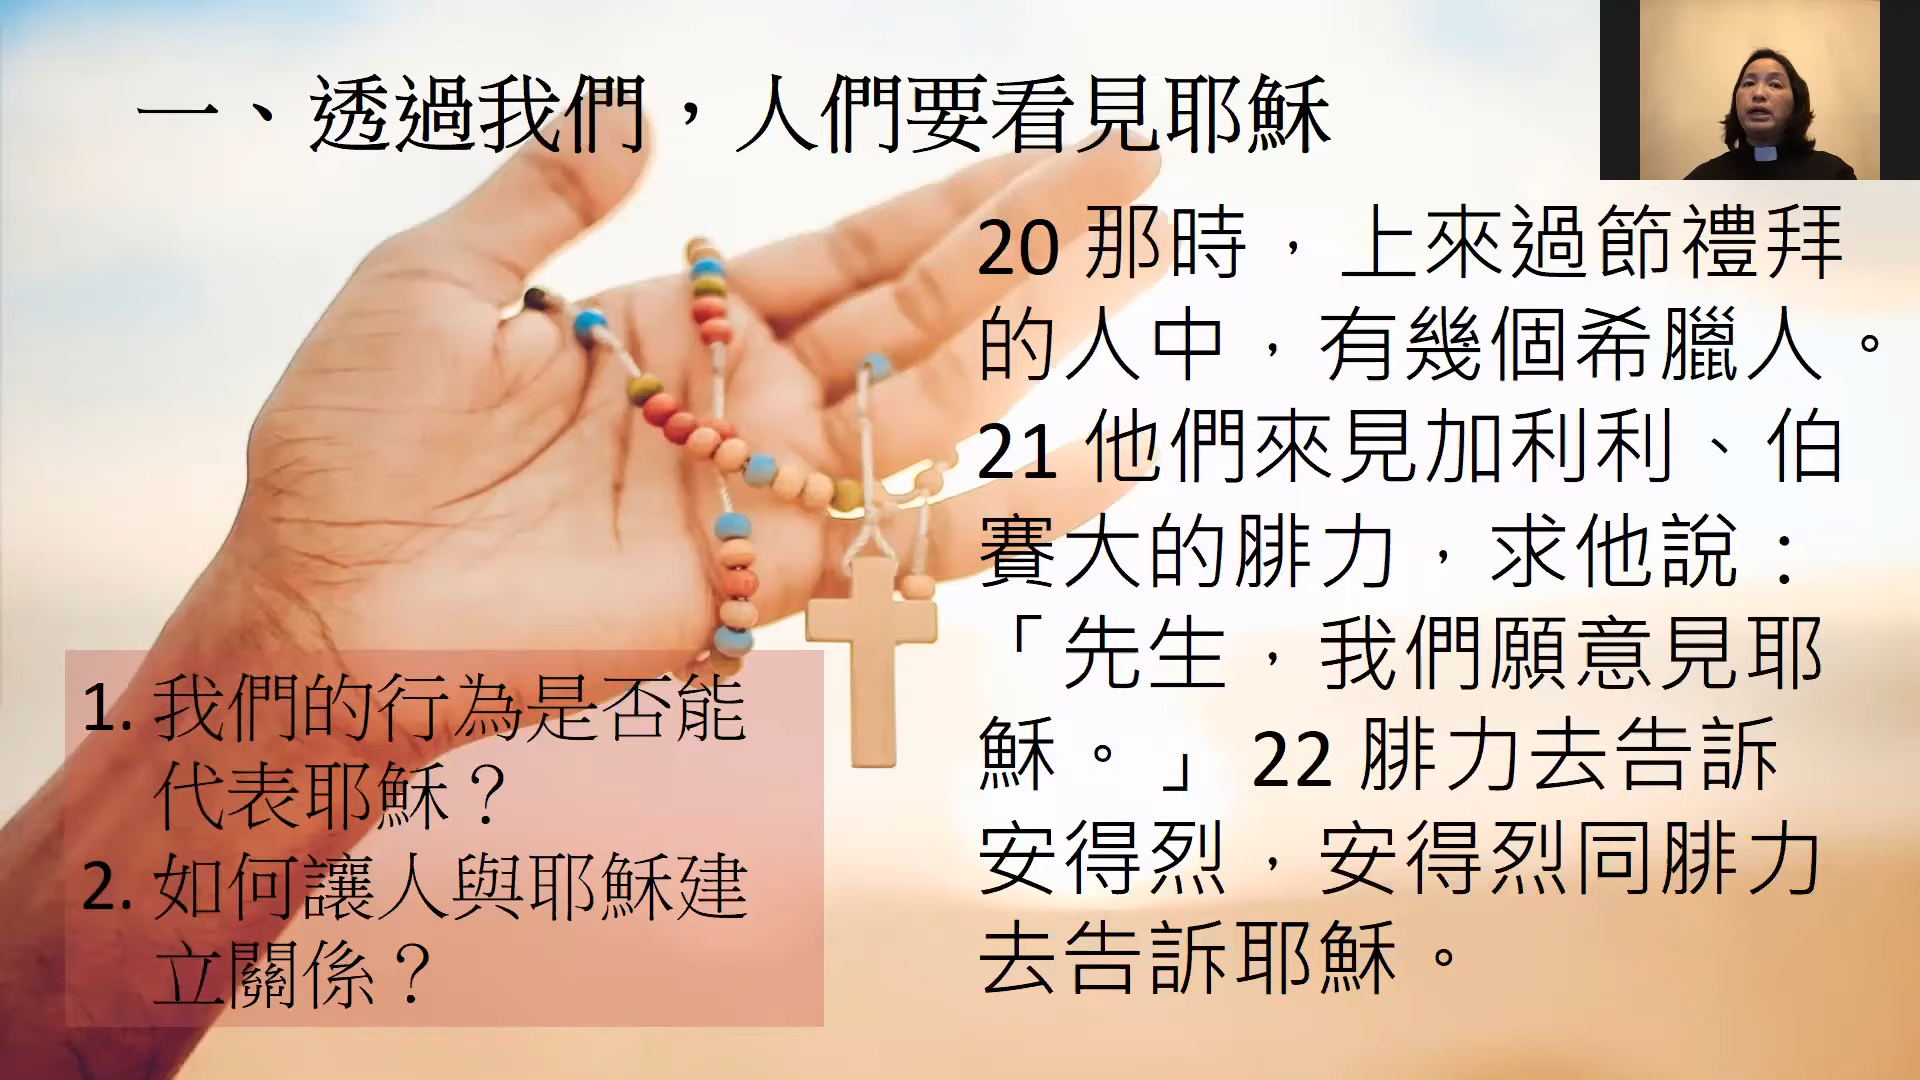 一、透過我們，人們要看見耶穌
20 那時，上來過節禮拜
的人中，有幾個希臘人。
21 他們來見加利利、伯
賽大的腓力，求他說：
「先生，我們願意見耶
穌。」22 腓力去告訴
安得烈，安得烈同腓力
去告訴耶穌。
1. 我們的行為是否能
代表耶穌？
2. 如何讓人與耶穌建
立關係？